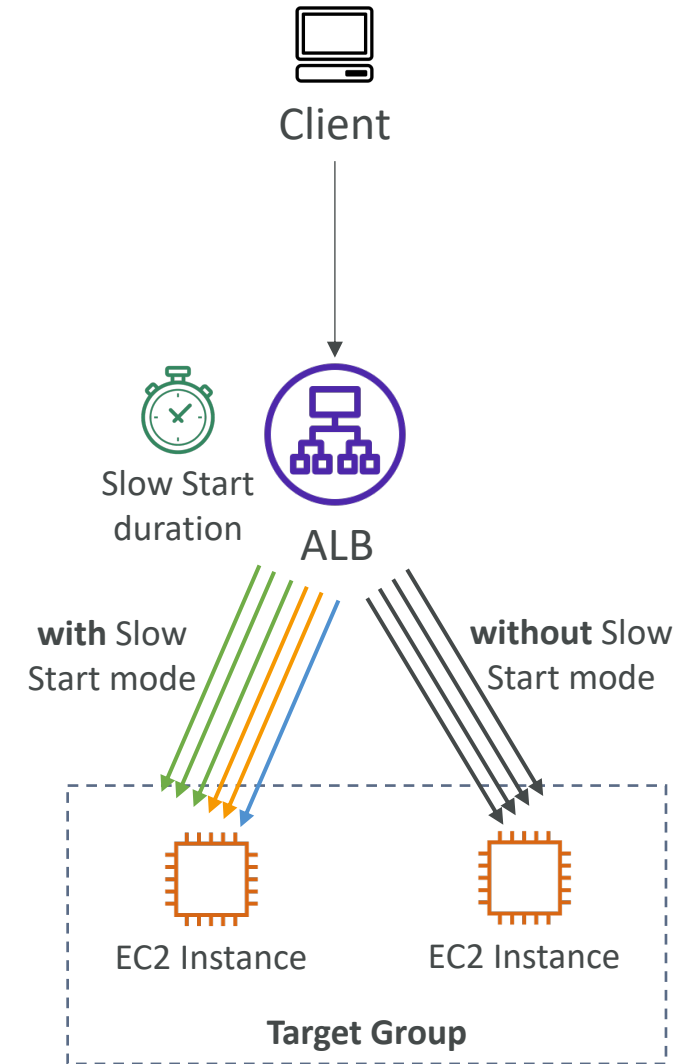 Client
Slow Start
duration
ALB
with Slow
Start mode
without Slow
Start mode
EC2 Instance
EC2 Instance
Target Group